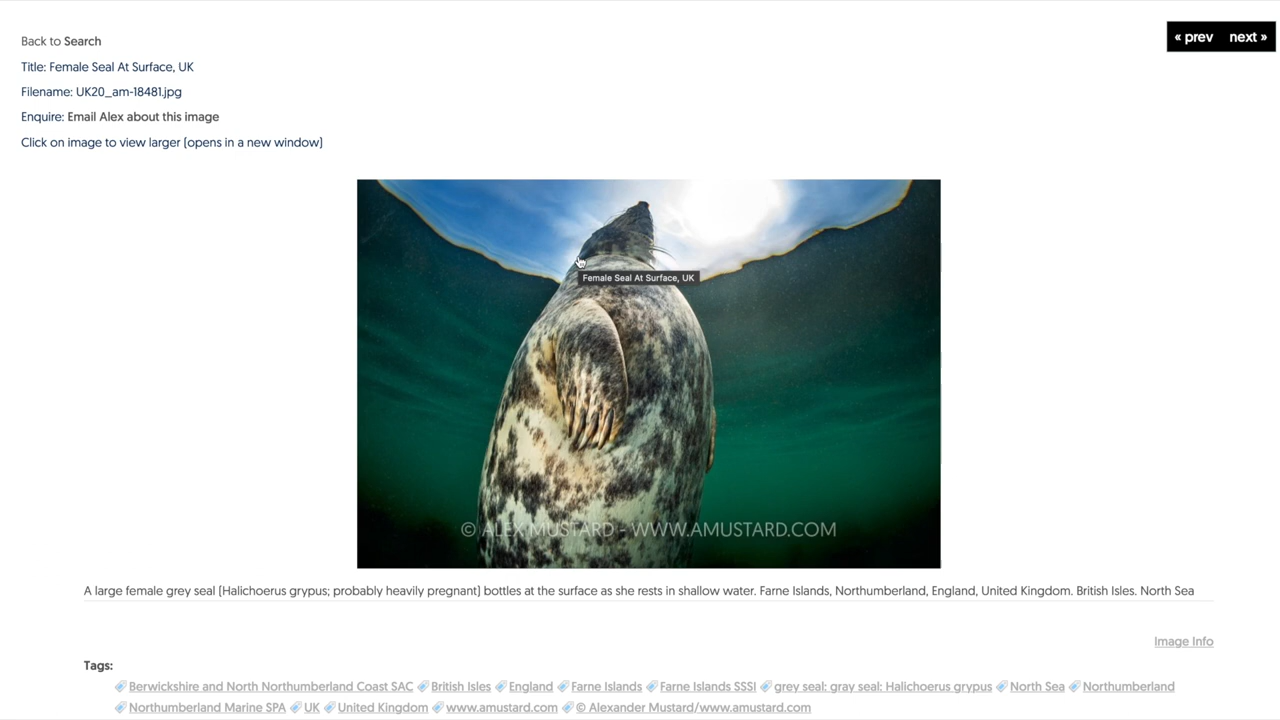 « prev next »
Back to Search
Title: Female Seal At Surface, UK
Filename: UK20_am-18481.jpg
Enquire: Email Alex about this image
Click on image to view larger (opens in a new window)
Female Seal At Surface, UK
© ALEX MUSTARD - WWW.AMUSTARD.COM
A large female grey seal (Halichoerus grypus; probably heavily pregnant) bottles at the surface as she rests in shallow water. Farne Islands, Northumberland, England, United Kingdom. British Isles. North Sea
Image Info
Tags:
Berwickshire and North Northumberland Coast SAC British Isles England Farne Islands Farne Islands SSSI grey seal: gray seal: Halichoerus grypus North Sea Northumberland
Northumberland Marine SPA UK United Kingdom www.amustard.com © Alexander Mustard/www.amustard.com